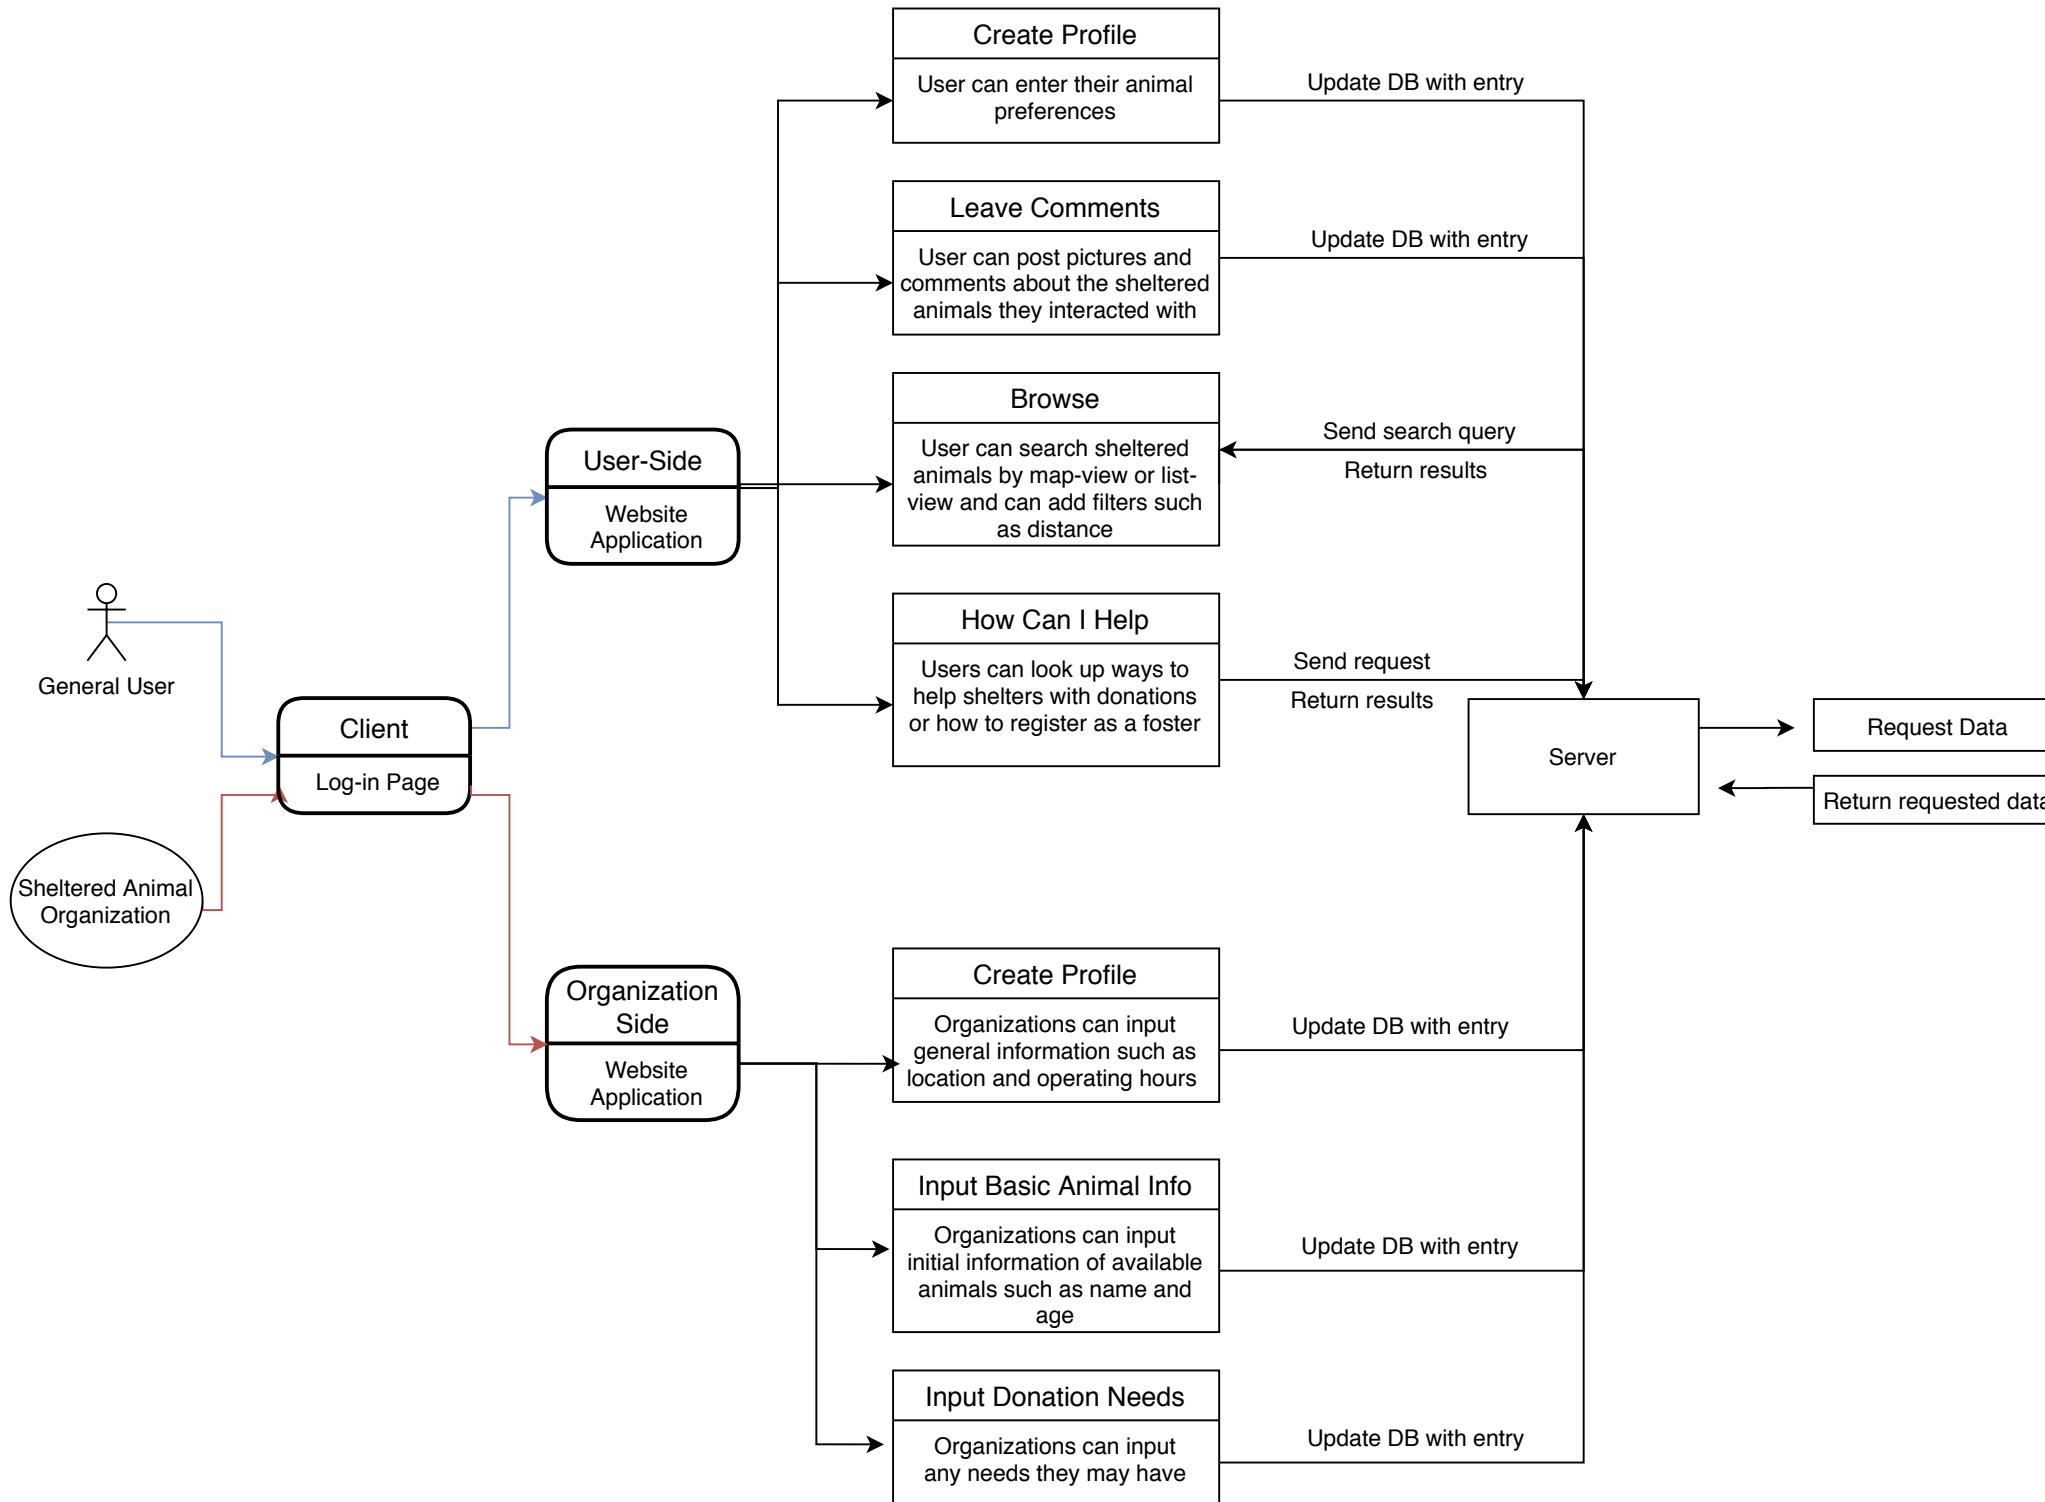 Create Profile
User can enter their animal
preferences
Update DB with entry
Leave Comments
User can post pictures and
comments about the sheltered
animals they interacted with
Update DB with entry
Browse
User can search sheltered
animals by map-view or list-
view and can add filters such
as distance
Send search query
Return results
User-Side
Website
Application
How Can I Help
Users can look up ways to
help shelters with donations
or how to register as a foster
Send request
Return results
General User
Client
Log-in Page
Server
Request Data
Return requested data
Sheltered Animal
Organization
Organization
Side
Website
Application
Create Profile
Organizations can input
general information such as
location and operating hours
Update DB with entry
Input Basic Animal Info
Organizations can input
initial information of available
animals such as name and
age
Update DB with entry
Input Donation Needs
Organizations can input
any needs they may have
Update DB with entry